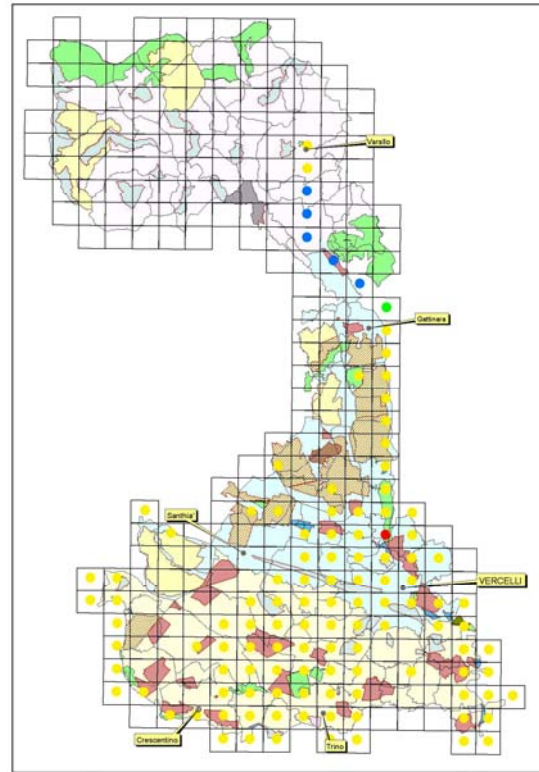 Varallo
Gattinara
Santhia'
VERCELLI
Crescentino
Trino